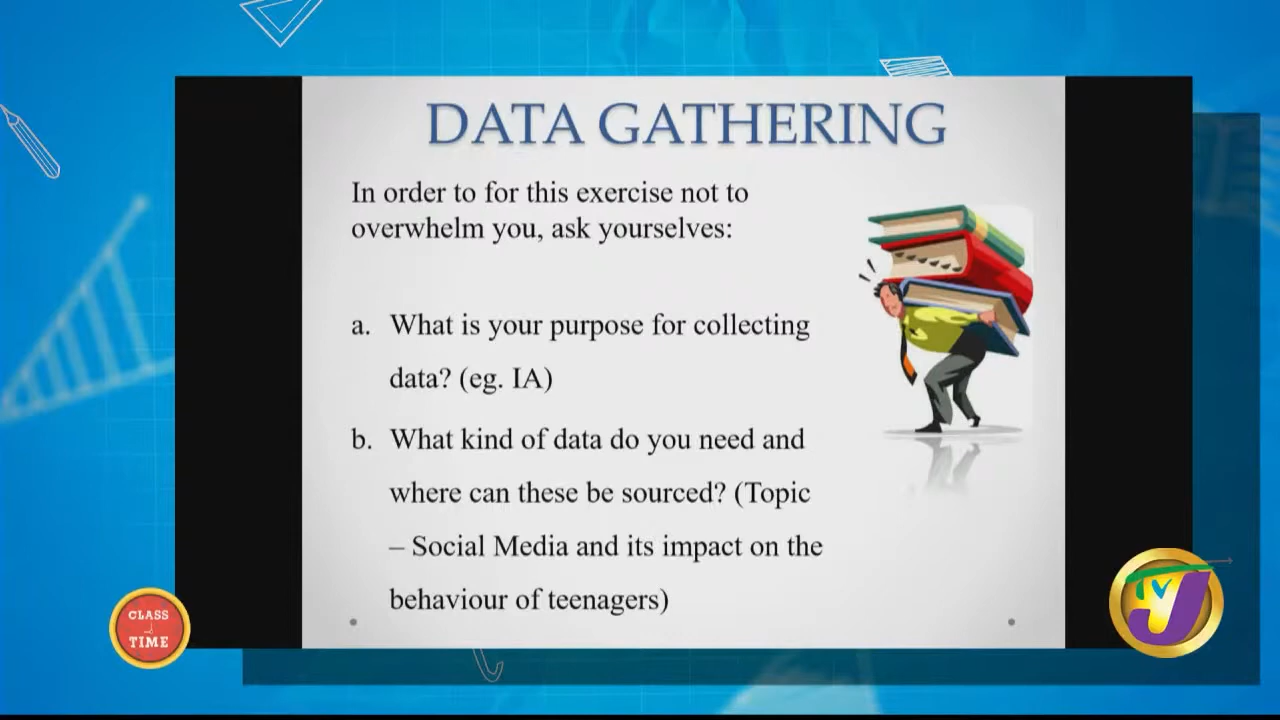 DATA GATHERING
In order to for this exercise not to
overwhelm you, ask yourselves:
a. What is your purpose for collecting
data? (eg. IA)
b. What kind of data do you need and
where can these be sourced? (Topic
– Social Media and its impact on the
behaviour of teenagers)
CLASS
TIME
TVJ